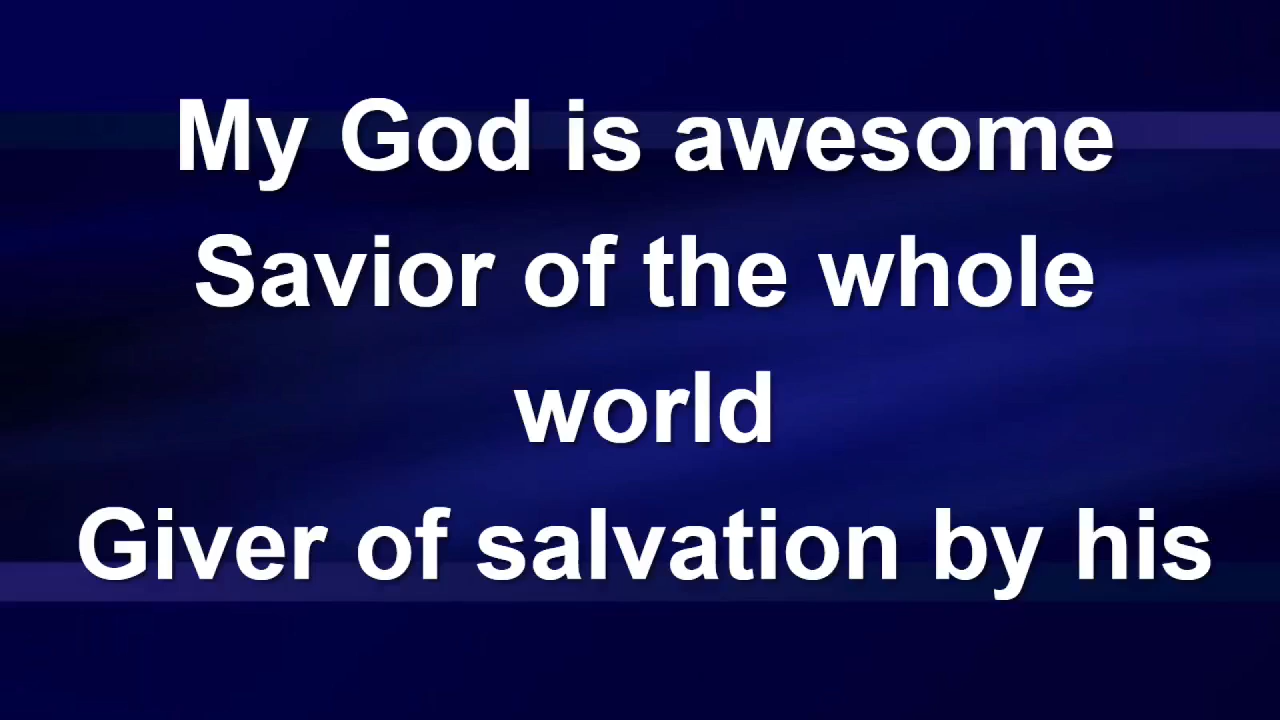 My God is awesome
Savior of the whole
world
Giver of salvation by his